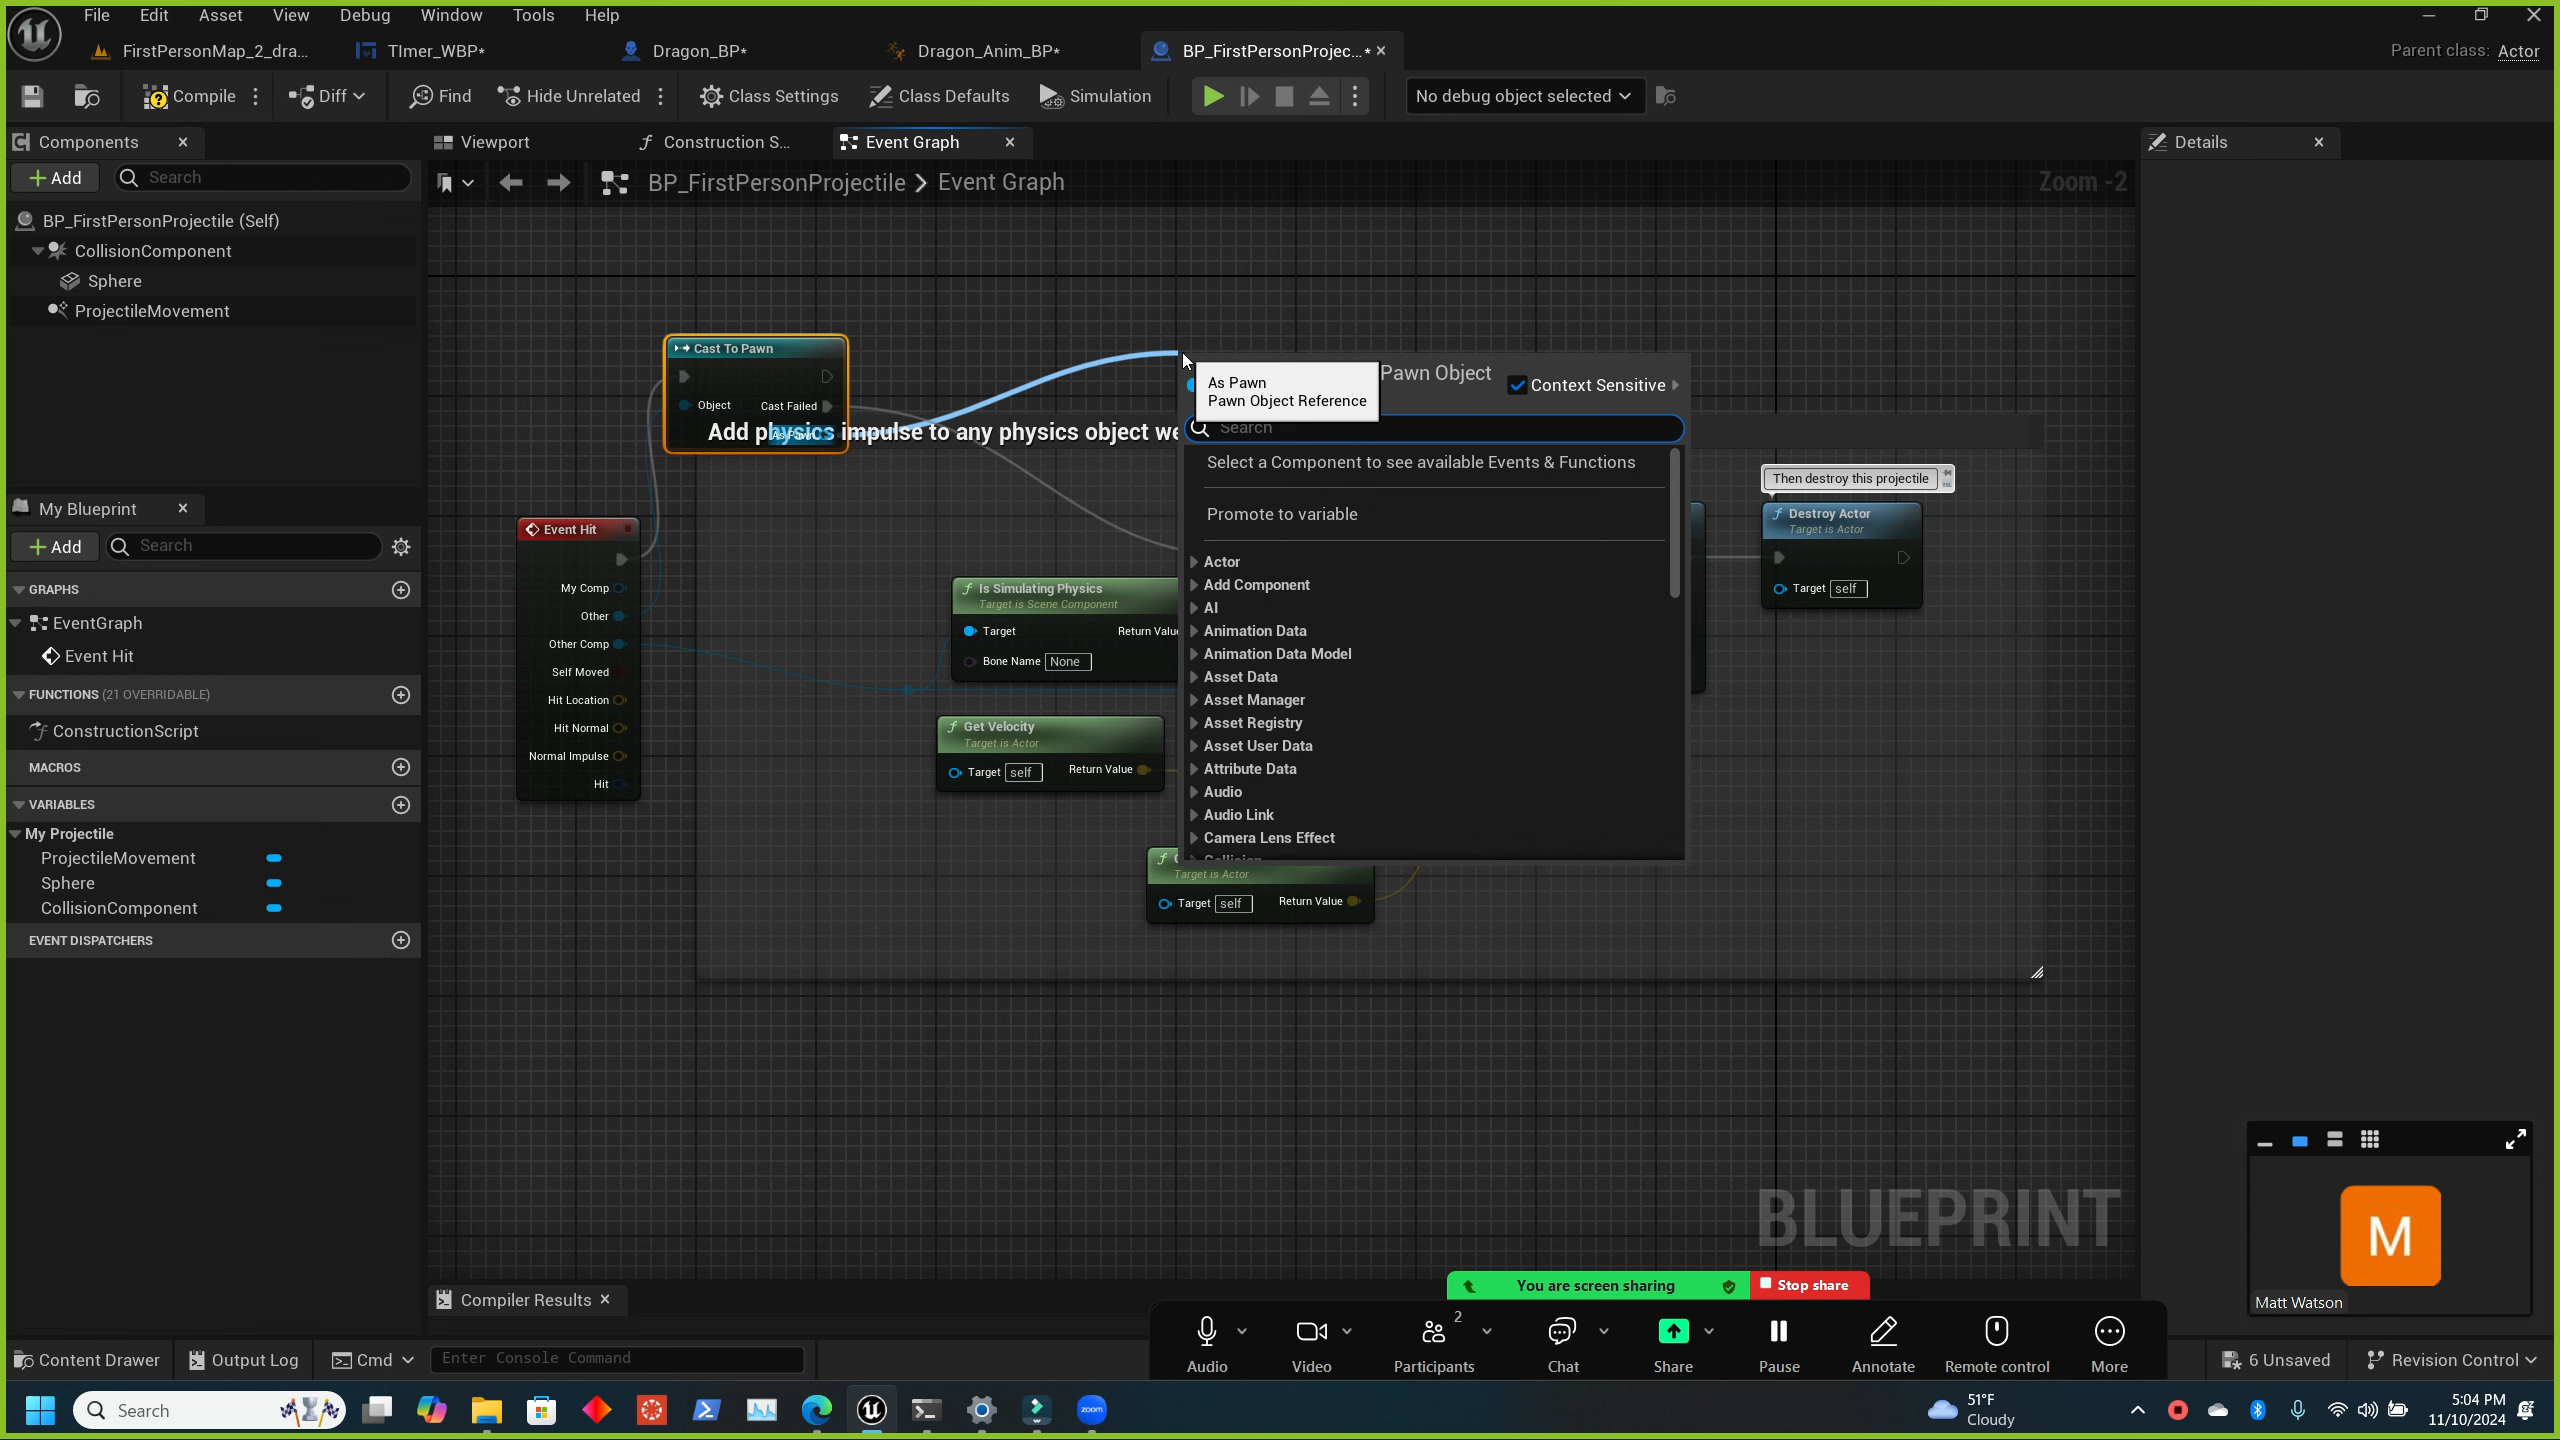 File Edit Asset View Debug Window Tools Help
FirstPersonMap_2_dra... TImer_WBP* Dragon_BP* Dragon_Anim_BP* BP_FirstPersonProjec...* Parent class: Actor
Compile Diff Find Hide Unrelated Class Settings Class Defaults Simulation No debug object selected
Components Viewport Construction S... Event Graph Details
Add Search BP_FirstPersonProjectile Event Graph Zoom -2
BP_FirstPersonProjectile (Self)
CollisionComponent
Sphere
ProjectileMovement
Cast To Pawn
Object Cast Failed
As Pawn
Add physics impulse to any physics object we
As Pawn
Pawn Object Reference
Pawn Object Context Sensitive
Search
Select a Component to see available Events & Functions
Promote to variable
Actor
Add Component
AI
Animation Data
Animation Data Model
Asset Data
Asset Manager
Asset Registry
Asset User Data
Attribute Data
Audio
Audio Link
Camera Lens Effect
Then destroy this projectile
Destroy Actor
Target is Actor
Target self
Event Hit
My Comp
Other
Other Comp
Self Moved
Hit Location
Hit Normal
Normal Impulse
Hit
Is Simulating Physics
Target is Scene Component
Target Return Value
Bone Name None
Get Velocity
Target is Actor
Target self Return Value
Target is Actor
Target self Return Value
My Blueprint
Add Search
GRAPHS
EventGraph
Event Hit
FUNCTIONS (21 OVERRIDABLE)
ConstructionScript
MACROS
VARIABLES
My Projectile
ProjectileMovement
Sphere
CollisionComponent
EVENT DISPATCHERS
BLUEPRINT
M
Matt Watson
Compiler Results
You are screen sharing Stop share
2
Audio Video Participants Chat Share Pause Annotate Remote control More
Content Drawer Output Log Cmd Enter Console Command 6 Unsaved Revision Control
Search zoom 51°F
Cloudy
5:04 PM
11/10/2024